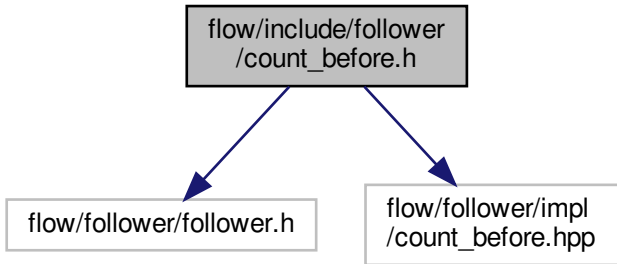 flow/include/follower
/count_before.h
flow/follower/follower.h
flow/follower/impl
/count_before.hpp